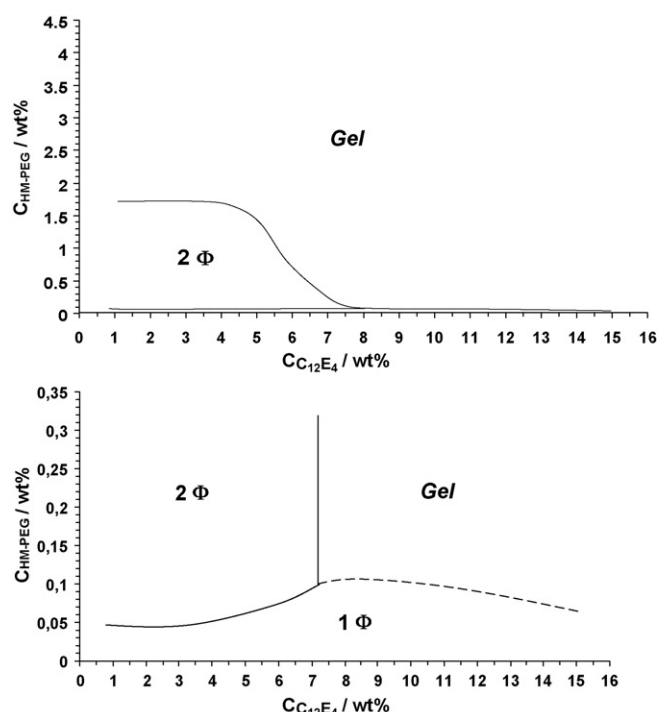 4.5
4
3.5
3
2.5
2
1.5
1
0.5
0
C_HM-PEG / wt%
Gel
2 Φ
0 1 2 3 4 5 6 7 8 9 10 11 12 13 14 15 16
C_C12E4 / wt%
0,35
0,3
0,25
0,2
0,15
0,1
0,05
0
C_HM-PEG / wt%
2 Φ
Gel
1 Φ
0 1 2 3 4 5 6 7 8 9 10 11 12 13 14 15 16
C_C12E4 / wt%